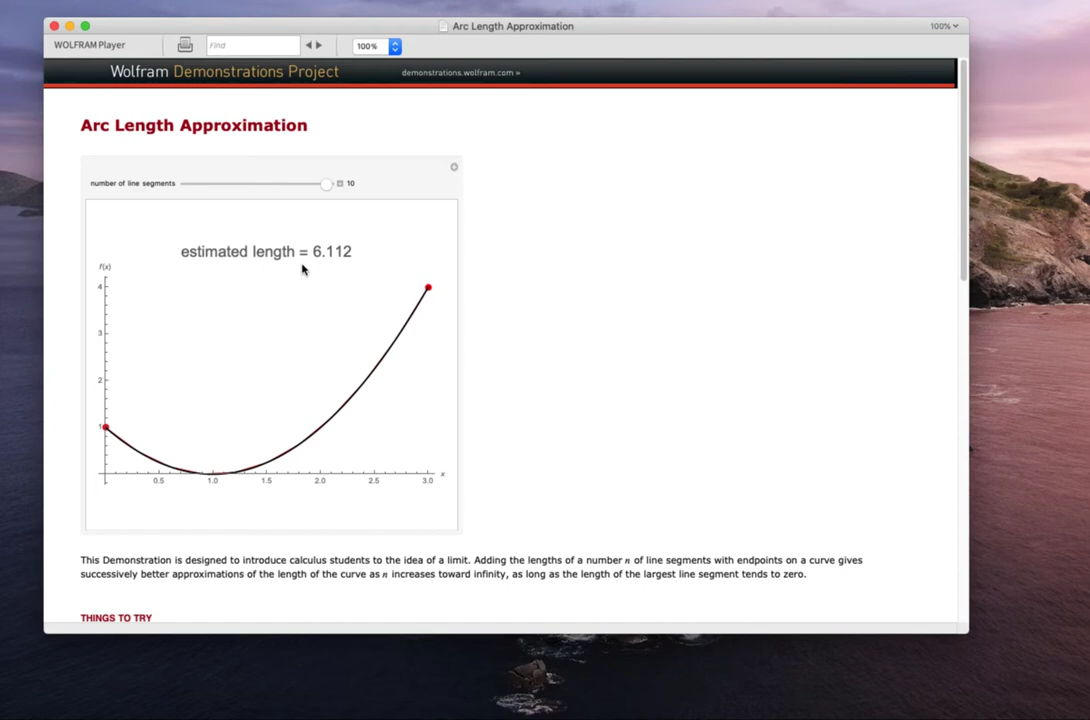 Arc Length Approximation
100%
WOLFRAM Player
Find
100%
Wolfram Demonstrations Project
demonstrations.wolfram.com »
Arc Length Approximation
number of line segments
10
estimated length = 6.112
f(x)
4
3
2
1
0.5
1.0
1.5
2.0
2.5
3.0
x
This Demonstration is designed to introduce calculus students to the idea of a limit. Adding the lengths of a number n of line segments with endpoints on a curve gives
successively better approximations of the length of the curve as n increases toward infinity, as long as the length of the largest line segment tends to zero.
THINGS TO TRY